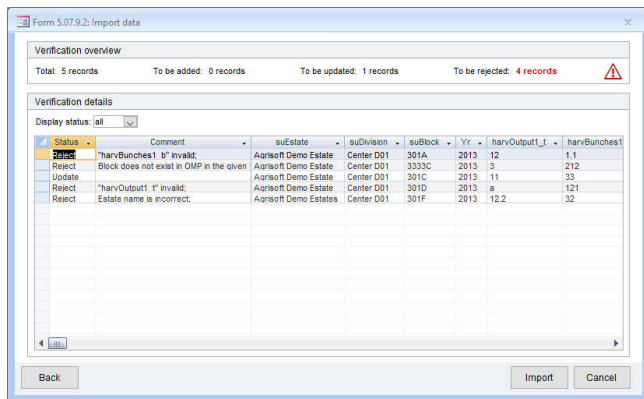 Form 5.07.9.2: Import data
Verification overview
Total: 5 records To be added: 0 records To be updated: 1 records To be rejected: 4 records
Verification details
Display status: all
Status Comment suEstate suDivision suBlock Yr harvOutput1_t harvBunches1
Reject "harvBunches1 b" invalid; Agrisoft Demo Estate Center D01 301A 2013 12 1.1
Reject Block does not exist in OMP in the given Agrisoft Demo Estate Center D01 3333C 2013 3 212
Update Agrisoft Demo Estate Center D01 301C 2013 11 33
Reject "harvOutput1 t" invalid; Agrisoft Demo Estate Center D01 301D 2013 a 121
Reject Estate name is incorrect; Agrisoft Demo Estates Center D01 301F 2013 12.2 32
Back Import Cancel